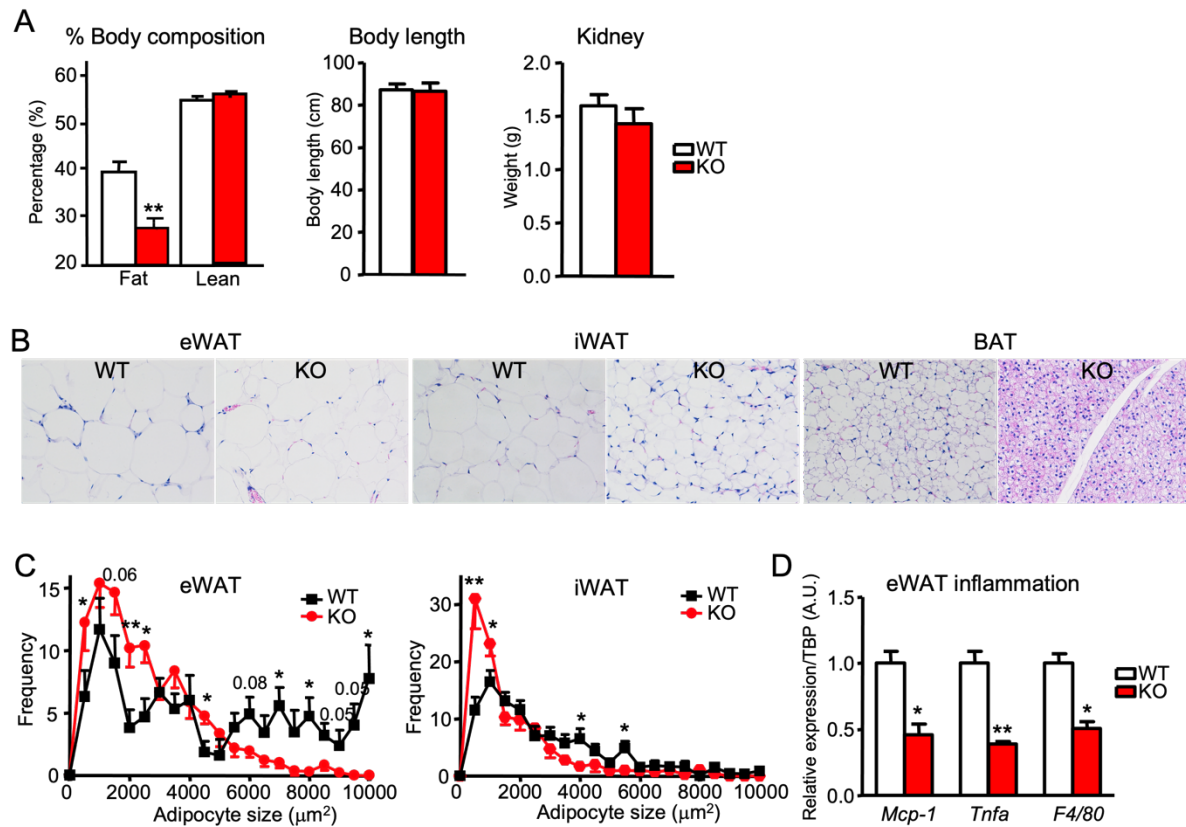 A
% Body composition
Percentage (%)
60
50
40
30
20
**
Fat
Lean
Body length
Body length (cm)
100
80
60
40
20
0
Kidney
Weight (g)
2.0
1.5
1.0
0.5
0.0
WT
KO
B
eWAT
iWAT
BAT
WT
KO
WT
KO
WT
KO
C
eWAT
Frequency
15
10
5
0
*
0.06
**
*
*
0.08
*
*
0.05
0.05
*
WT
KO
0
2000
4000
6000
8000
10000
Adipocyte size (μm²)
iWAT
Frequency
30
20
10
0
**
*
*
*
WT
KO
0
2000
4000
6000
8000
10000
Adipocyte size (μm²)
D
eWAT inflammation
Relative expression/TBP (A.U.)
1.5
1.0
0.5
0.0
*
**
*
WT
KO
Mcp-1
Tnfa
F4/80